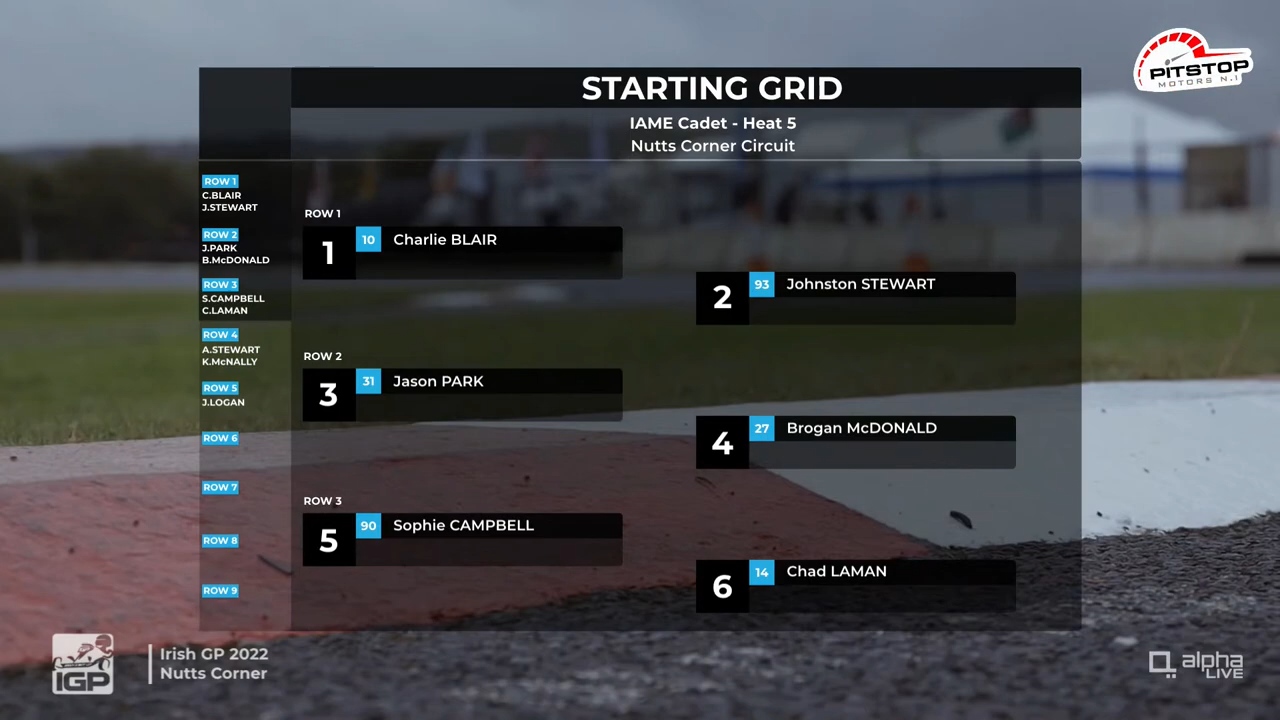 PITSTOP
MOTORS N.I
STARTING GRID
IAME Cadet - Heat 5
Nutts Corner Circuit
ROW 1
C.BLAIR
J.STEWART
ROW 2
J.PARK
B.McDONALD
ROW 3
S.CAMPBELL
C.LAMAN
ROW 4
A.STEWART
K.McNALLY
ROW 5
J.LOGAN
ROW 6
ROW 7
ROW 8
ROW 9
ROW 1
1 10 Charlie BLAIR
2 93 Johnston STEWART
ROW 2
3 31 Jason PARK
4 27 Brogan McDONALD
ROW 3
5 90 Sophie CAMPBELL
6 14 Chad LAMAN
IGP
Irish GP 2022
Nutts Corner
alpha
LIVE